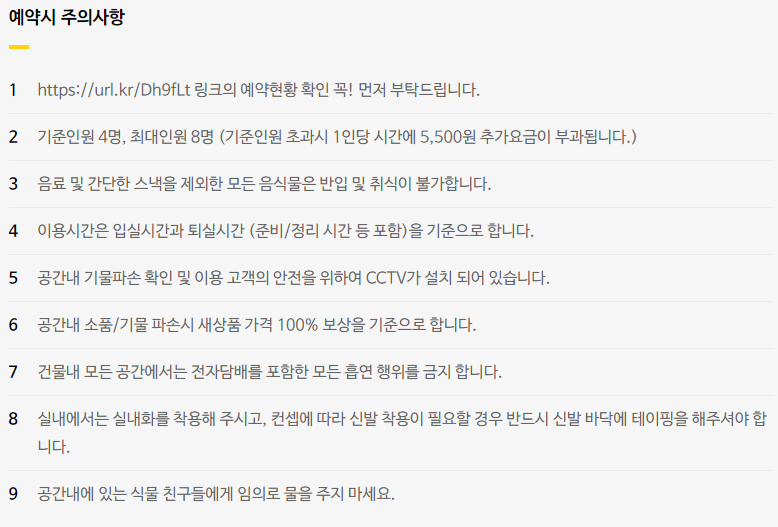 예약시 주의사항
1 https://url.kr/Dh9fLt 링크의 예약현황 확인 꼭! 먼저 부탁드립니다.
2 기준인원 4명, 최대인원 8명 (기준인원 초과시 1인당 시간에 5,500원 추가요금이 부과됩니다.)
3 음료 및 간단한 스낵을 제외한 모든 음식물은 반입 및 취식이 불가합니다.
4 이용시간은 입실시간과 퇴실시간 (준비/정리 시간 등 포함)을 기준으로 합니다.
5 공간내 기물파손 확인 및 이용 고객의 안전을 위하여 CCTV가 설치 되어 있습니다.
6 공간내 소품/기물 파손시 새상품 가격 100% 보상을 기준으로 합니다.
7 건물내 모든 공간에서는 전자담배를 포함한 모든 흡연 행위를 금지 합니다.
8 실내에서는 실내화를 착용해 주시고, 컨셉에 따라 신발 착용이 필요할 경우 반드시 신발 바닥에 테이핑을 해주셔야 합
니다.
9 공간내에 있는 식물 친구들에게 임의로 물을 주지 마세요.